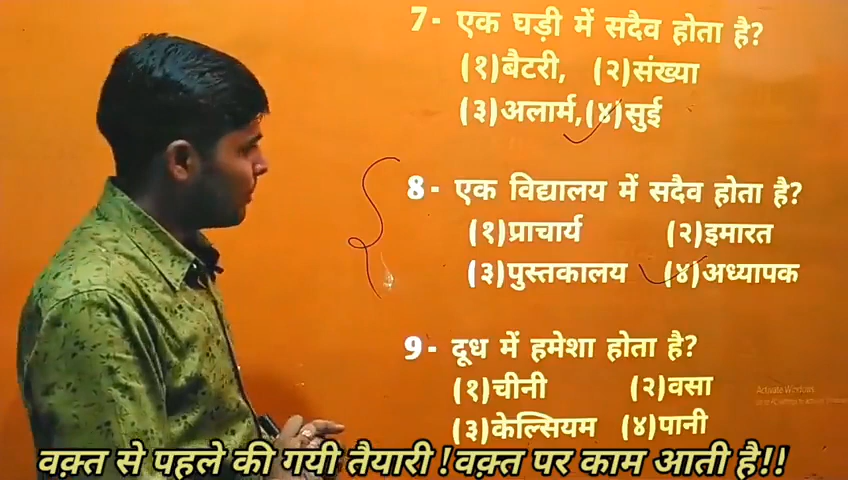 7- एक घड़ी में सदैव होता है?
(१)बैटरी, (२)संख्या
(३)अलार्म,(४)सुई
8- एक विद्यालय में सदैव होता है?
(१)प्राचार्य (२)इमारत
(३)पुस्तकालय (४)अध्यापक
9- दूध में हमेशा होता है?
(१)चीनी (२)वसा
(३)केल्सियम (४)पानी
Activate Windows
वक़्त से पहले की गयी तैयारी ! वक़्त पर काम आती है!!